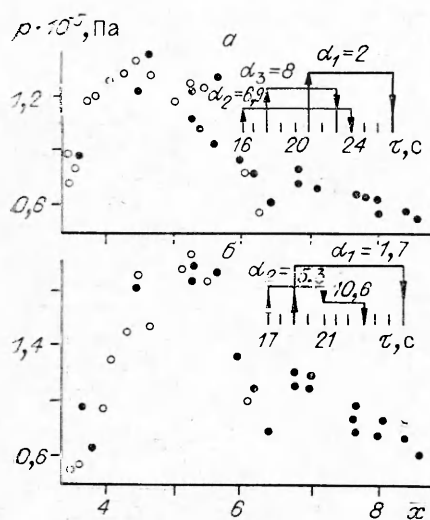 p·10⁻⁵, Па
а
α₁=2
α₃=8
α₂=6,9
1,2
16 20 24 τ, с
0,6
б
α₁=1,7
α₂= 5,3 10,6
1,4
17 21 τ, с
0,6
4 6 8 x̄